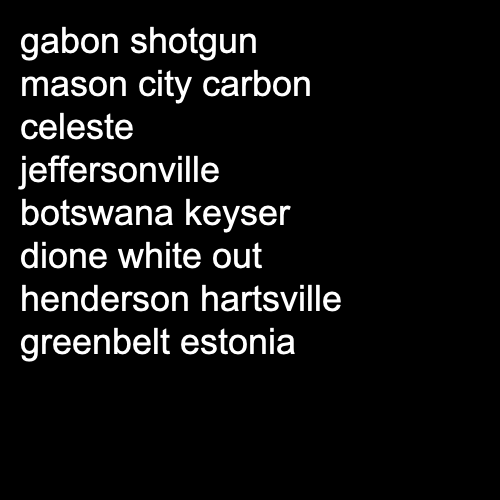 gabon shotgun
mason city carbon
celeste
jeffersonville
botswana keyser
dione white out
henderson hartsville
greenbelt estonia